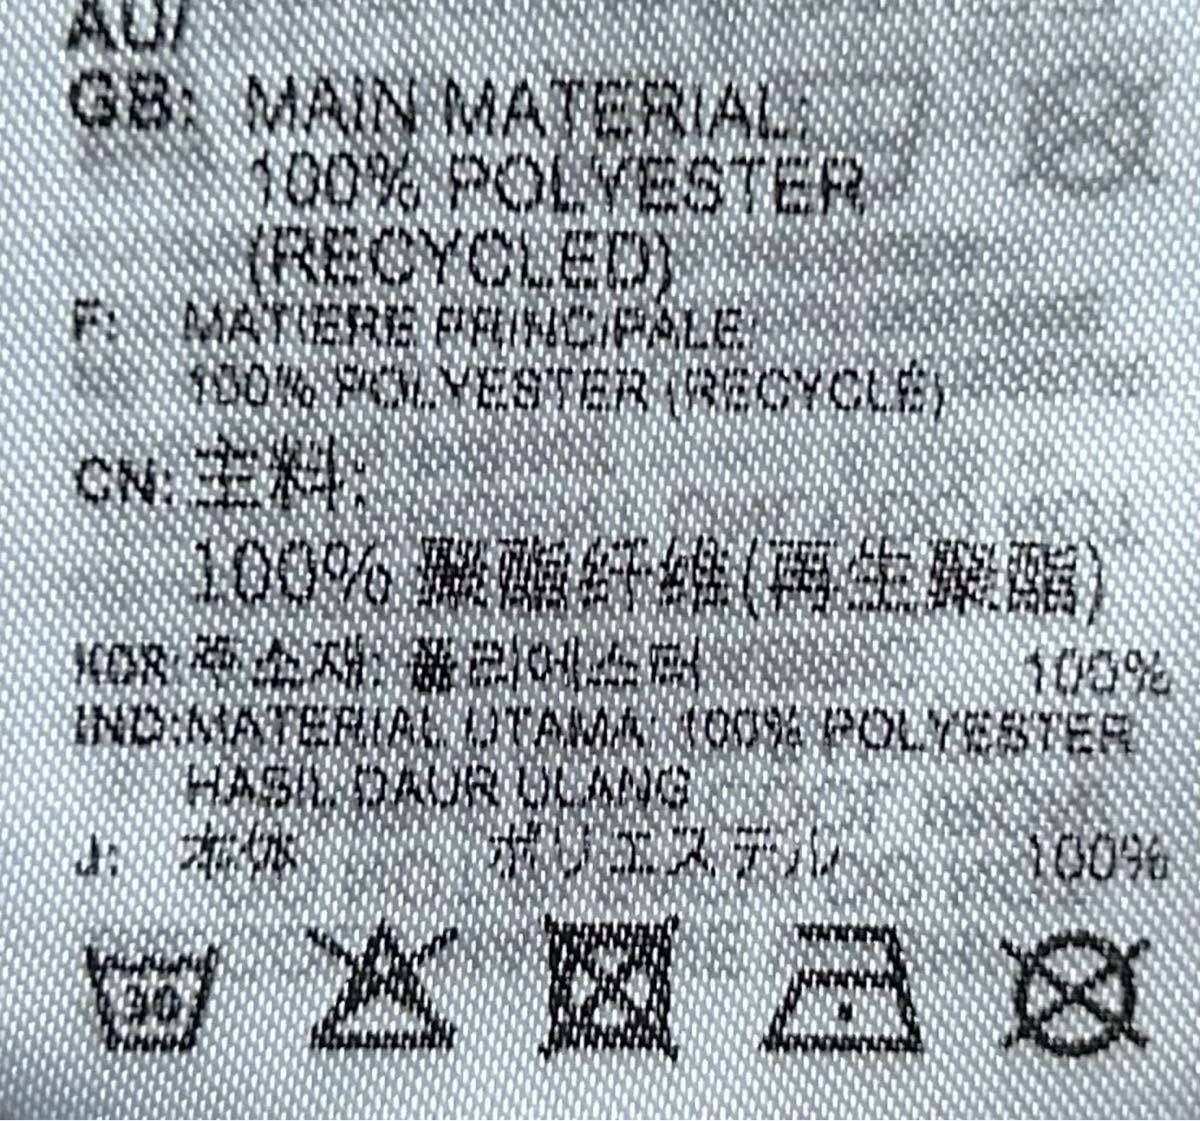 AU/
GB: MAIN MATERIAL:
100% POLYESTER
(RECYCLED)
F: MATIERE PRINCIPALE:
100% POLYESTER (RECYCLÉ)
CN: 主料:
100% 聚酯纤维(再生聚酯)
KOR: 주소재: 폴리에스터 100%
IND:MATERIAL UTAMA: 100% POLYESTER
HASIL DAUR ULANG
J: 本体 ポリエステル 100%
30